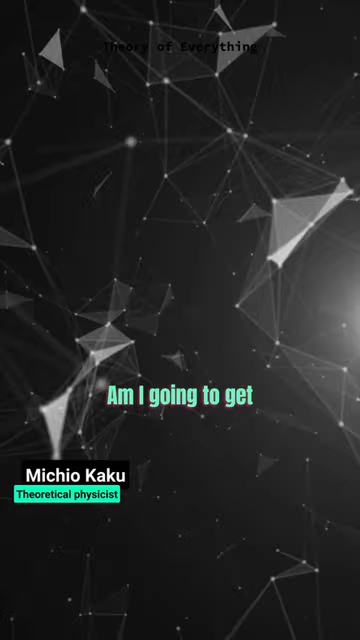 Theory of Everything
Am I going to get
Michio Kaku
Theoretical physicist